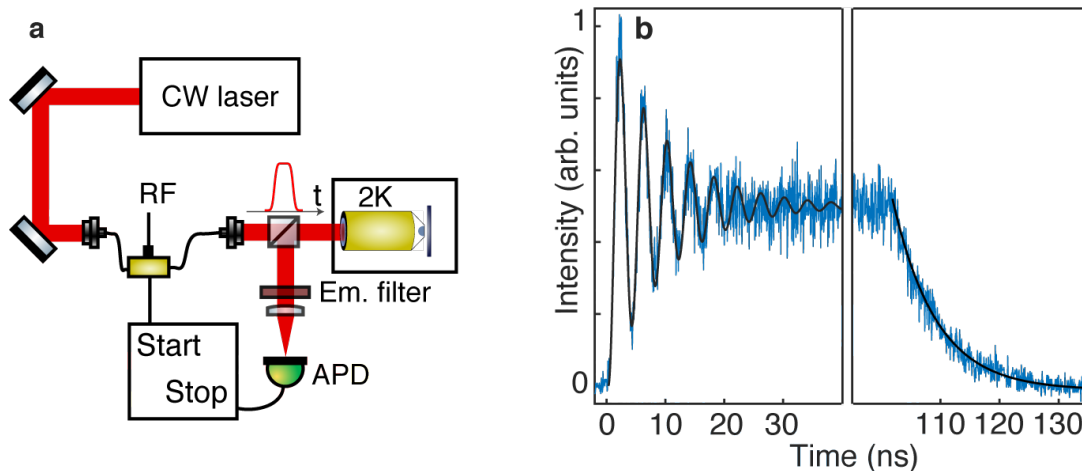 a
CW laser
RF
t
2K
Em. filter
Start
Stop
APD
b
Intensity (arb. units)
1
0
0
10
20
30
110
120
130
Time (ns)